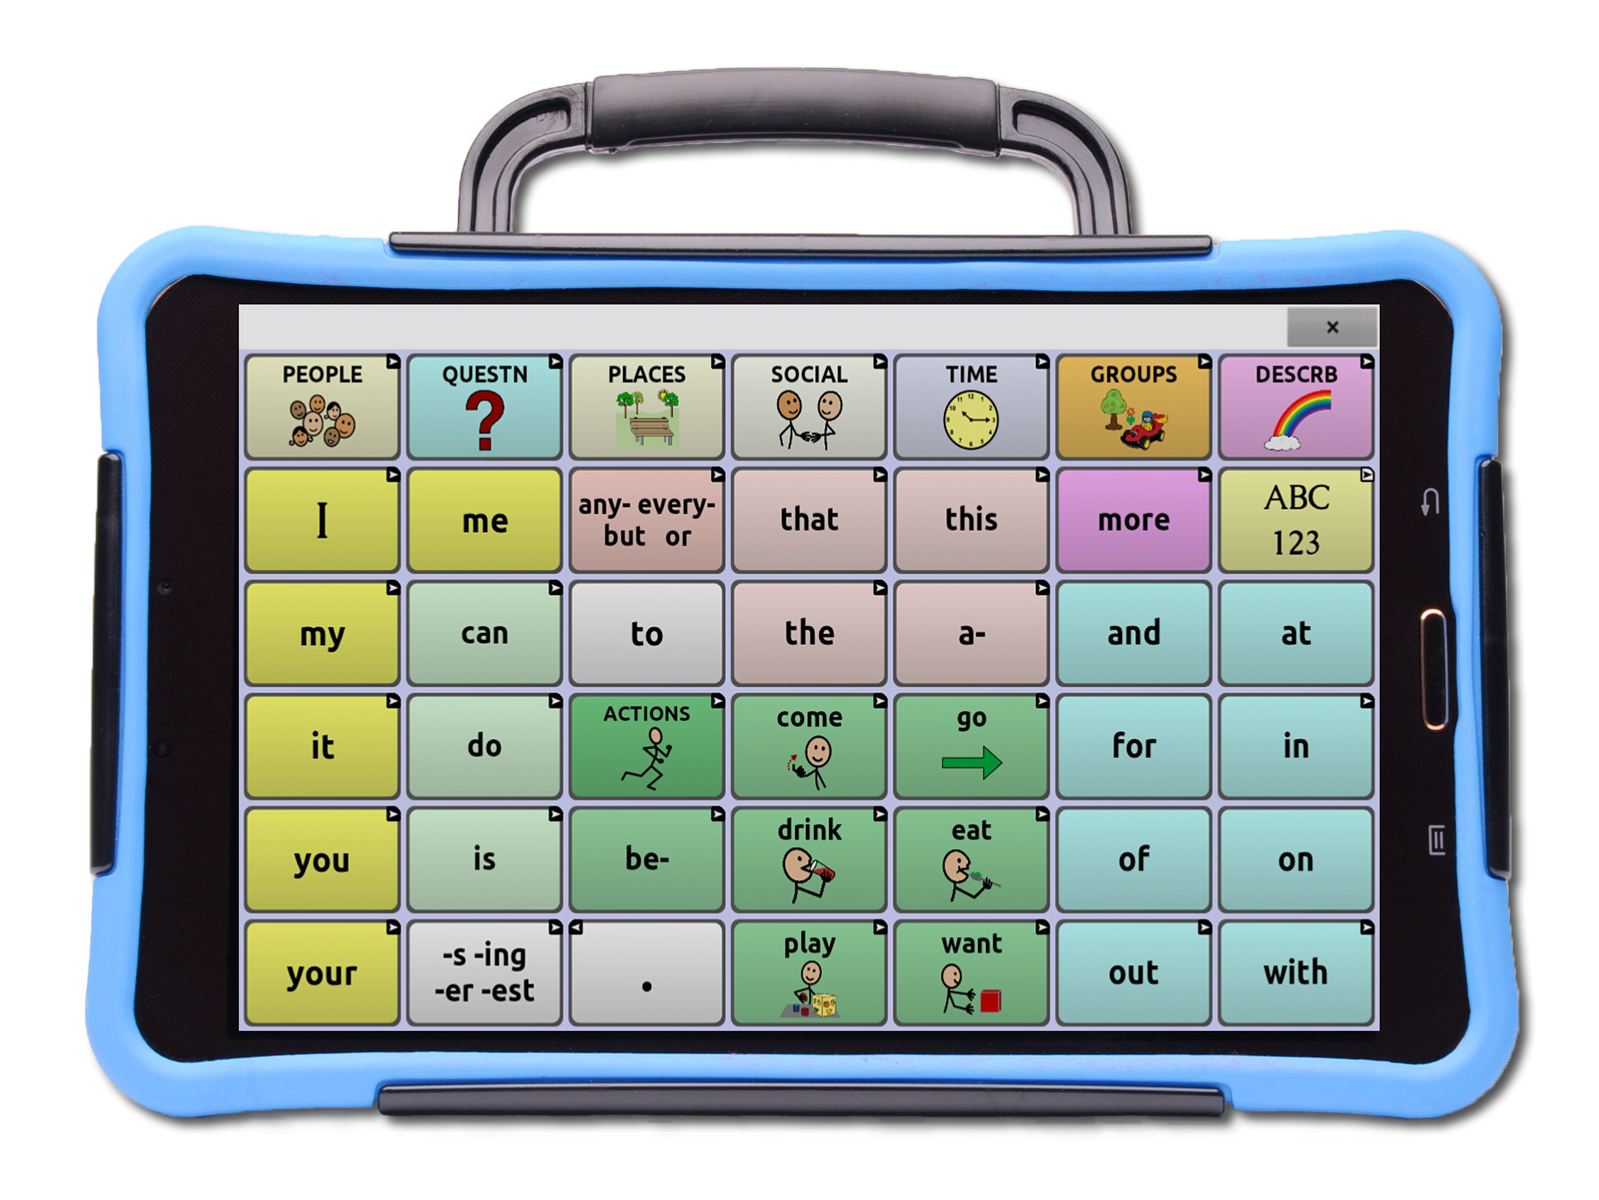 ×
PEOPLE QUESTN PLACES SOCIAL TIME GROUPS DESCRB
I me any- every- but or that this more ABC 123
my can to the a- and at
it do ACTIONS come go for in
you is be- drink eat of on
your -s -ing -er -est . play want out with